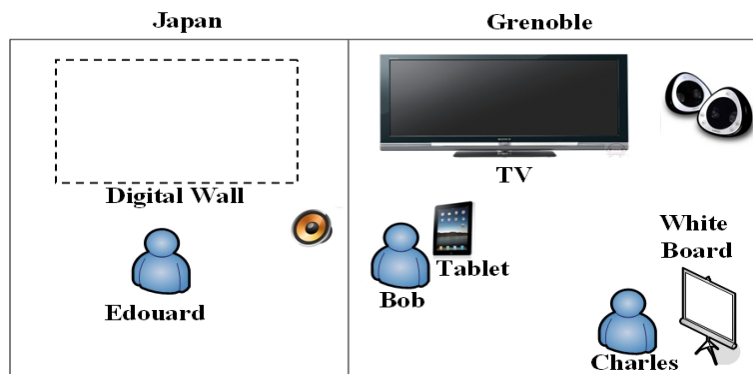 Japan
Grenoble
Digital Wall
TV
Edouard
Bob
Tablet
White
Board
Charles